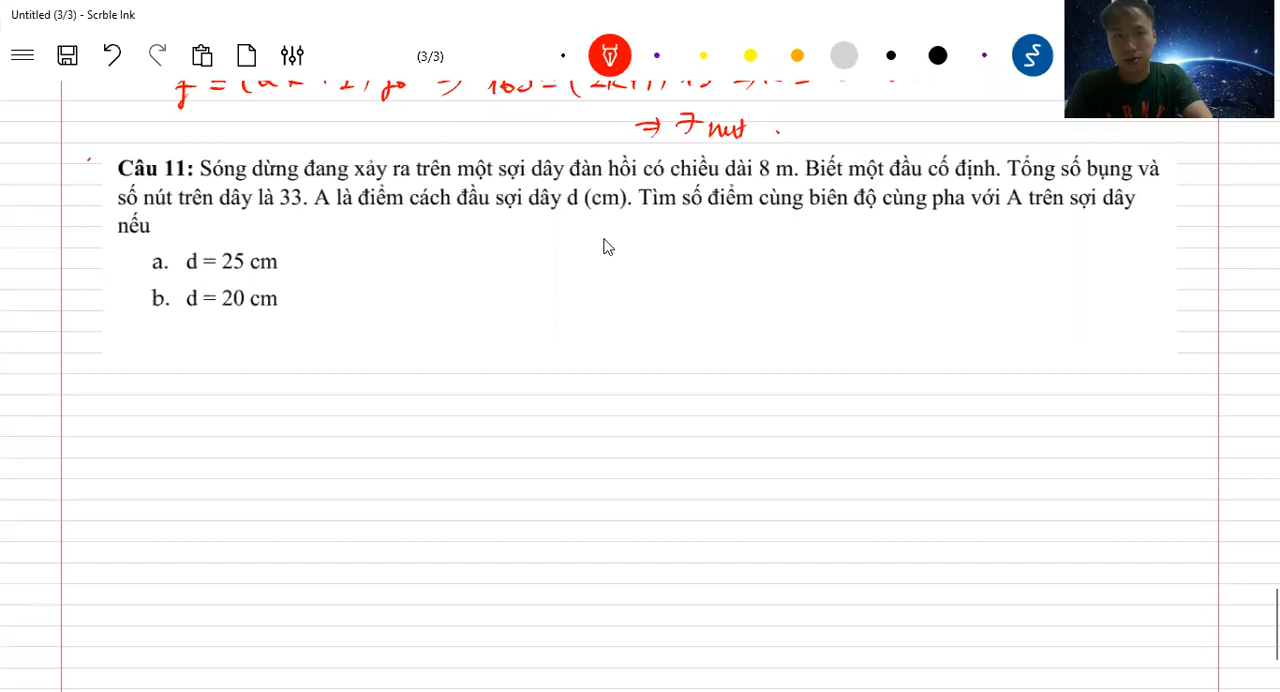 Untitled (3/3) - Scrble Ink
(3/3)
⇒ 7 nút .
Câu 11: Sóng dừng đang xảy ra trên một sợi dây đàn hồi có chiều dài 8 m. Biết một đầu cố định. Tổng số bụng và
số nút trên dây là 33. A là điểm cách đầu sợi dây d (cm). Tìm số điểm cùng biên độ cùng pha với A trên sợi dây
nếu
a. d = 25 cm
b. d = 20 cm